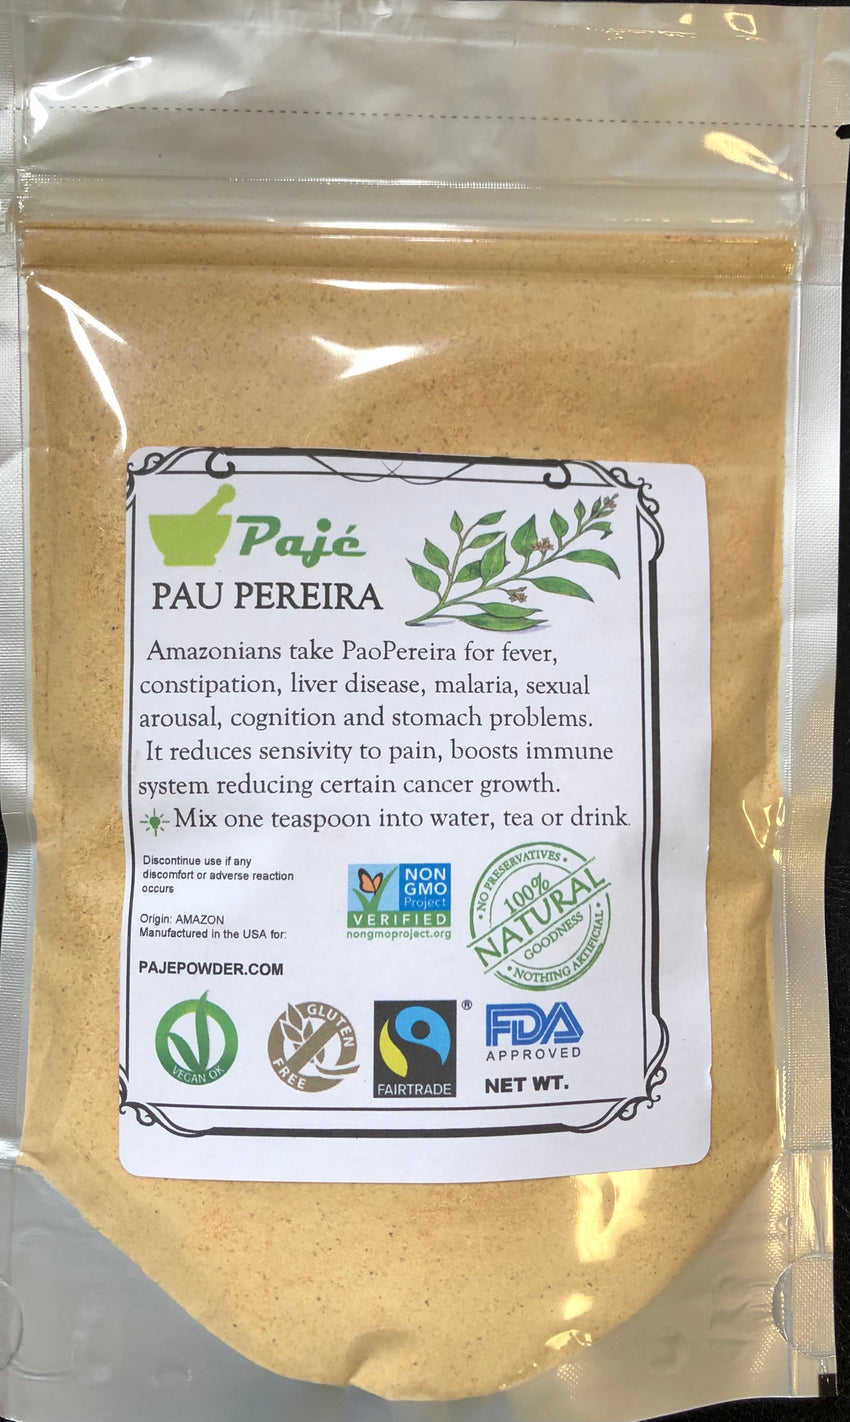 Pajé
PAU PEREIRA
Amazonians take PaoPereira for fever,
constipation, liver disease, malaria, sexual
arousal, cognition and stomach problems.
It reduces sensivity to pain, boosts immune
system reducing certain cancer growth.
Mix one teaspoon into water, tea or drink.
Discontinue use if any
discomfort or adverse reaction
occurs
Origin: AMAZON
Manufactured in the USA for:
PAJEPOWDER.COM
NON
GMO
Project
VERIFIED
nongmoproject.org
• NO PRESERVATIVES •
100%
NATURAL
GOODNESS
• NOTHING ARTIFICIAL •
VEGAN OK
GLUTEN
FREE
FAIRTRADE
®
FDA
APPROVED
NET WT.